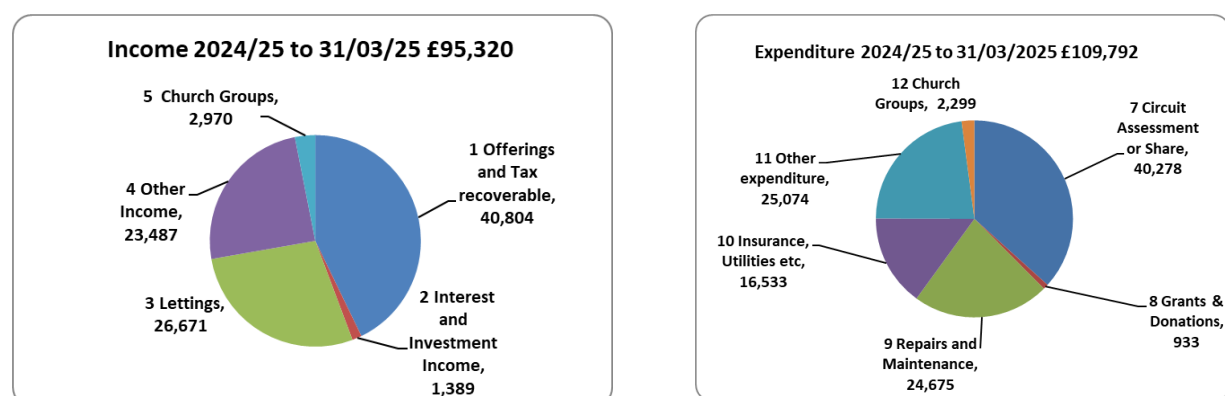 Income 2024/25 to 31/03/25 £95,320
5 Church Groups,
2,970
1 Offerings
and Tax
recoverable,
40,804
4 Other
Income,
23,487
3 Lettings,
26,671
2 Interest
and
Investment
Income,
1,389
Expenditure 2024/25 to 31/03/2025 £109,792
12 Church
Groups, 2,299
7 Circuit
Assessment
or Share,
40,278
11 Other
expenditure,
25,074
10 Insurance,
Utilities etc,
16,533
8 Grants &
Donations,
933
9 Repairs and
Maintenance,
24,675